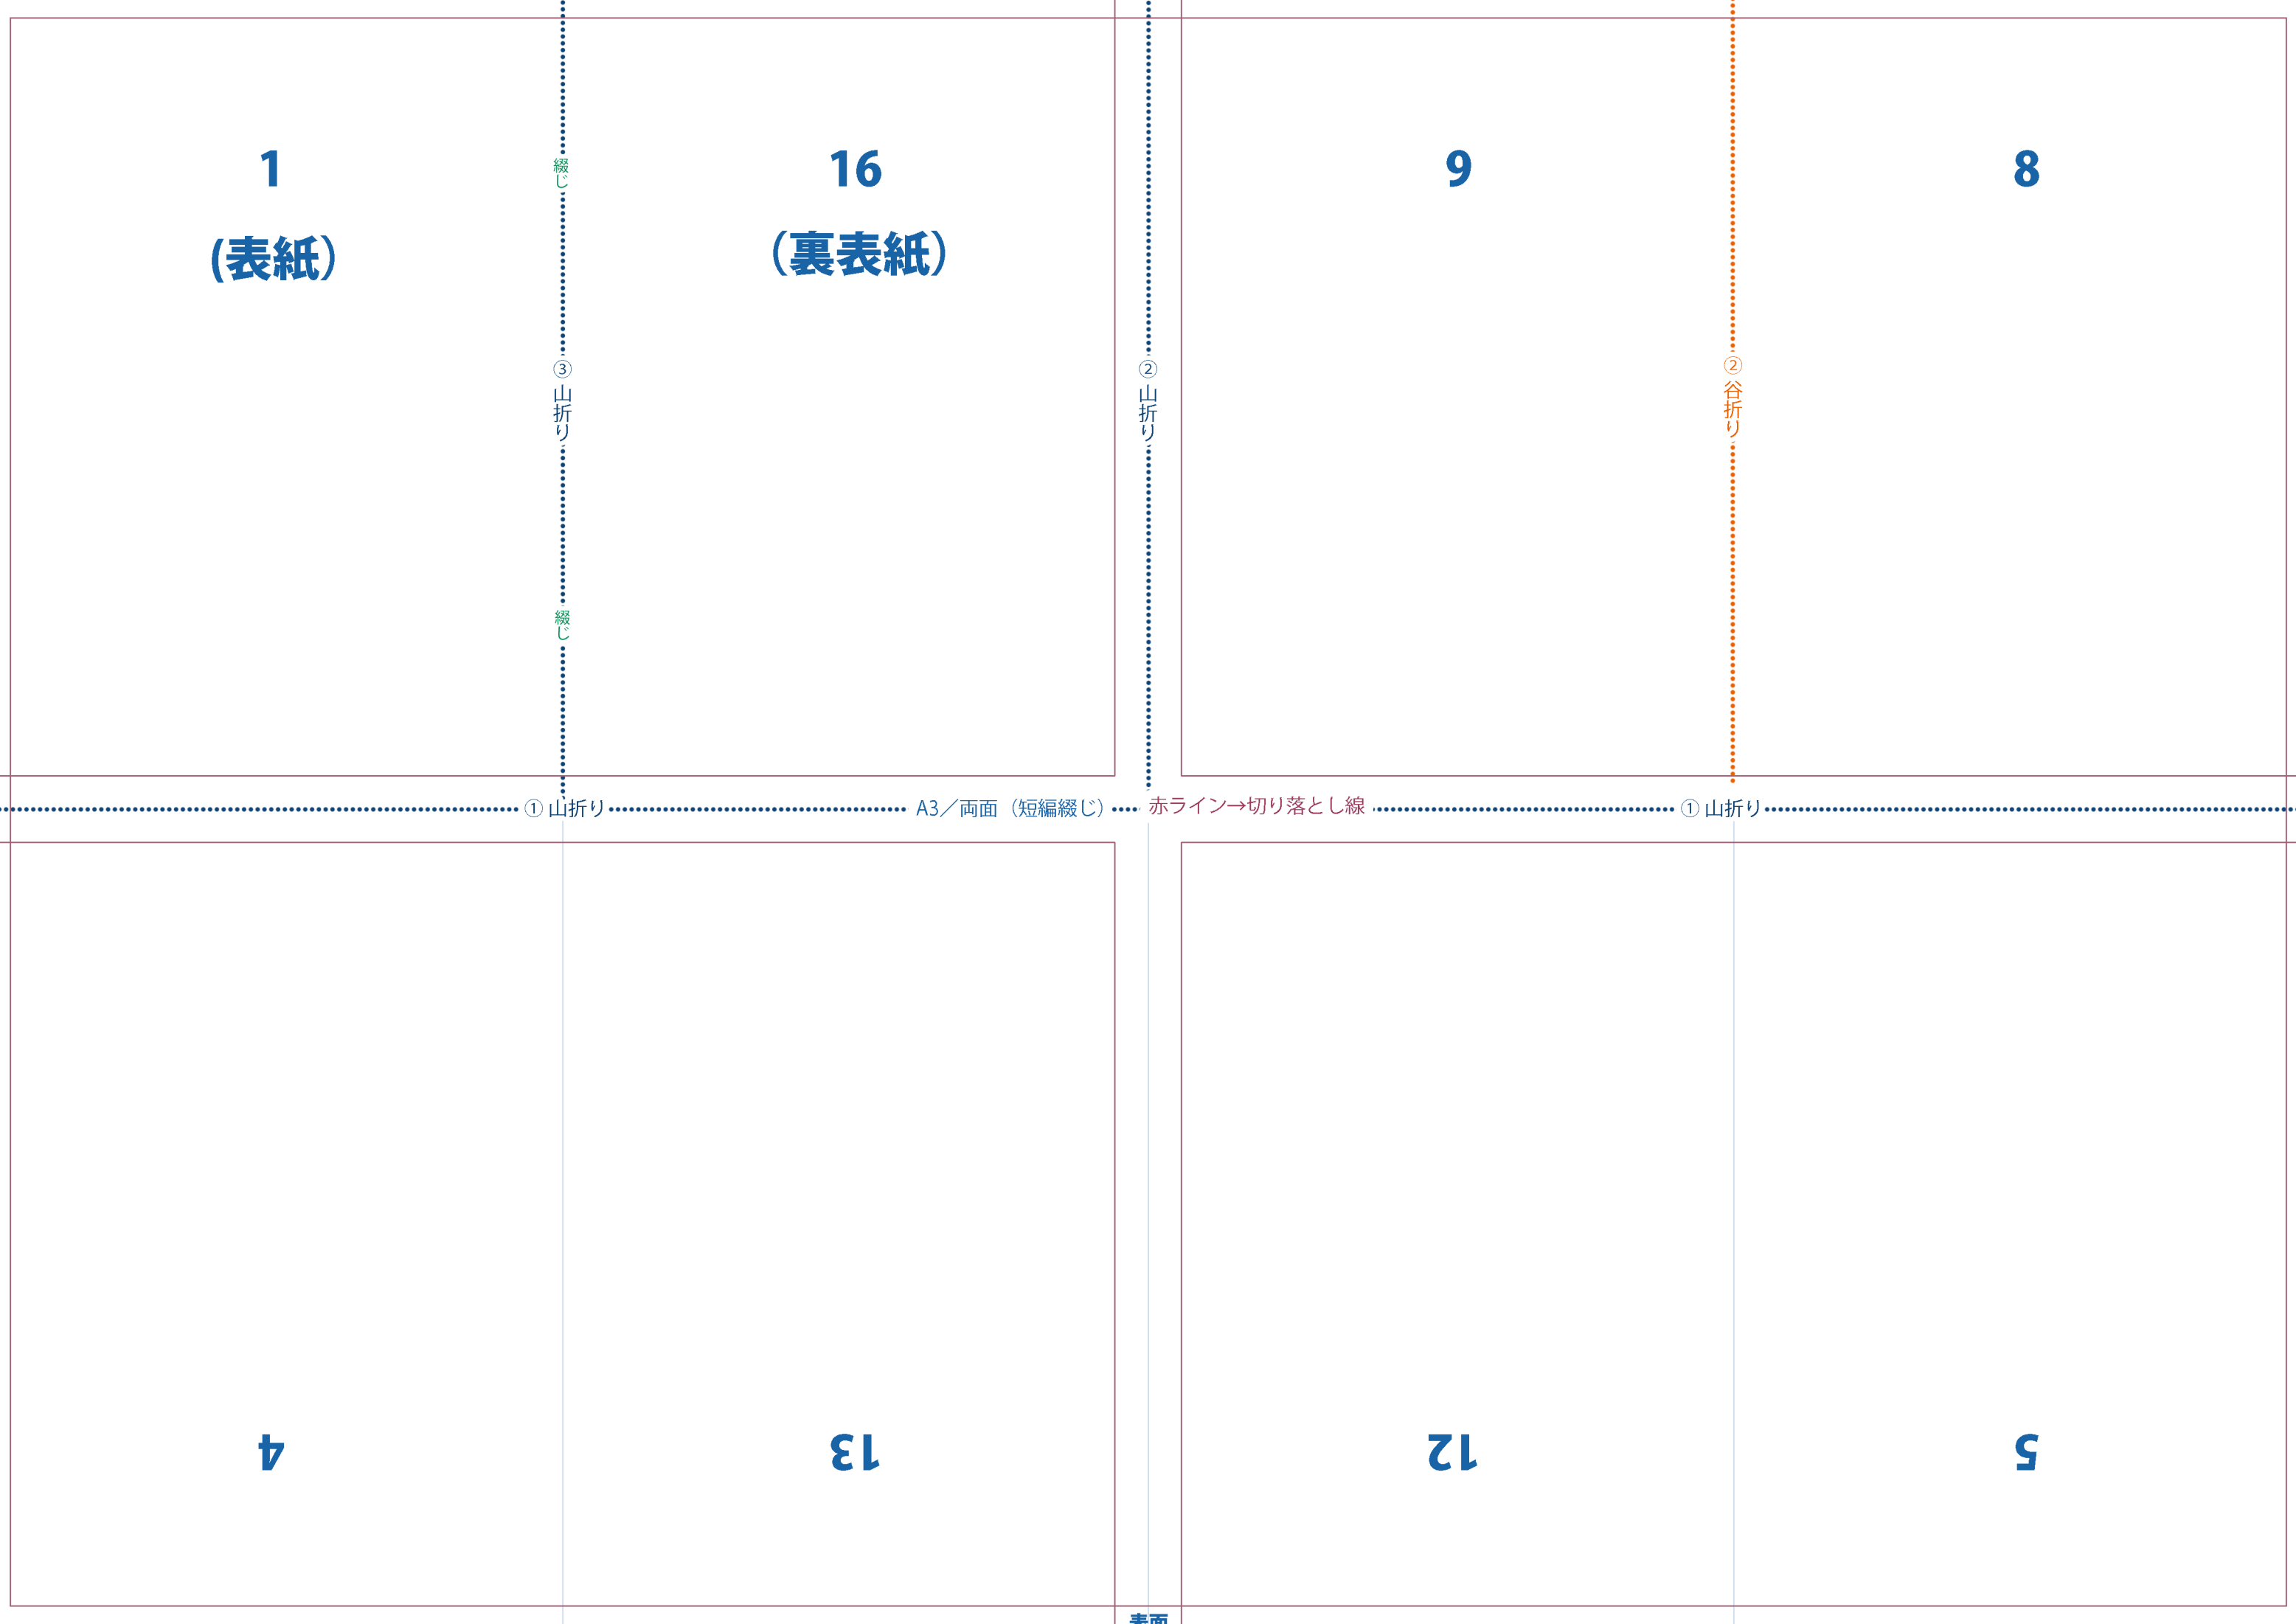 1
(表紙）
綴じ
16
（裏表紙）
9
8
③山折り
②山折り
②谷折り
綴じ
①山折り
A3／両面（短編綴じ）
赤ライン→切り落とし線
①山折り
4
13
12
5
表面